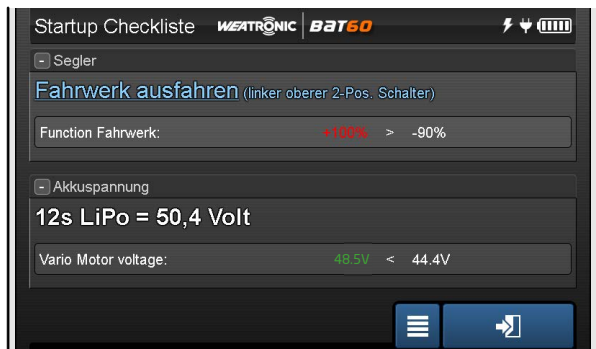 Startup Checkliste WEATRONIC BAT60
- Segler
Fahrwerk ausfahren (linker oberer 2-Pos. Schalter)
Function Fahrwerk: +100% > -90%
- Akkuspannung
12s LiPo = 50,4 Volt
Vario Motor voltage: 48.5V < 44.4V